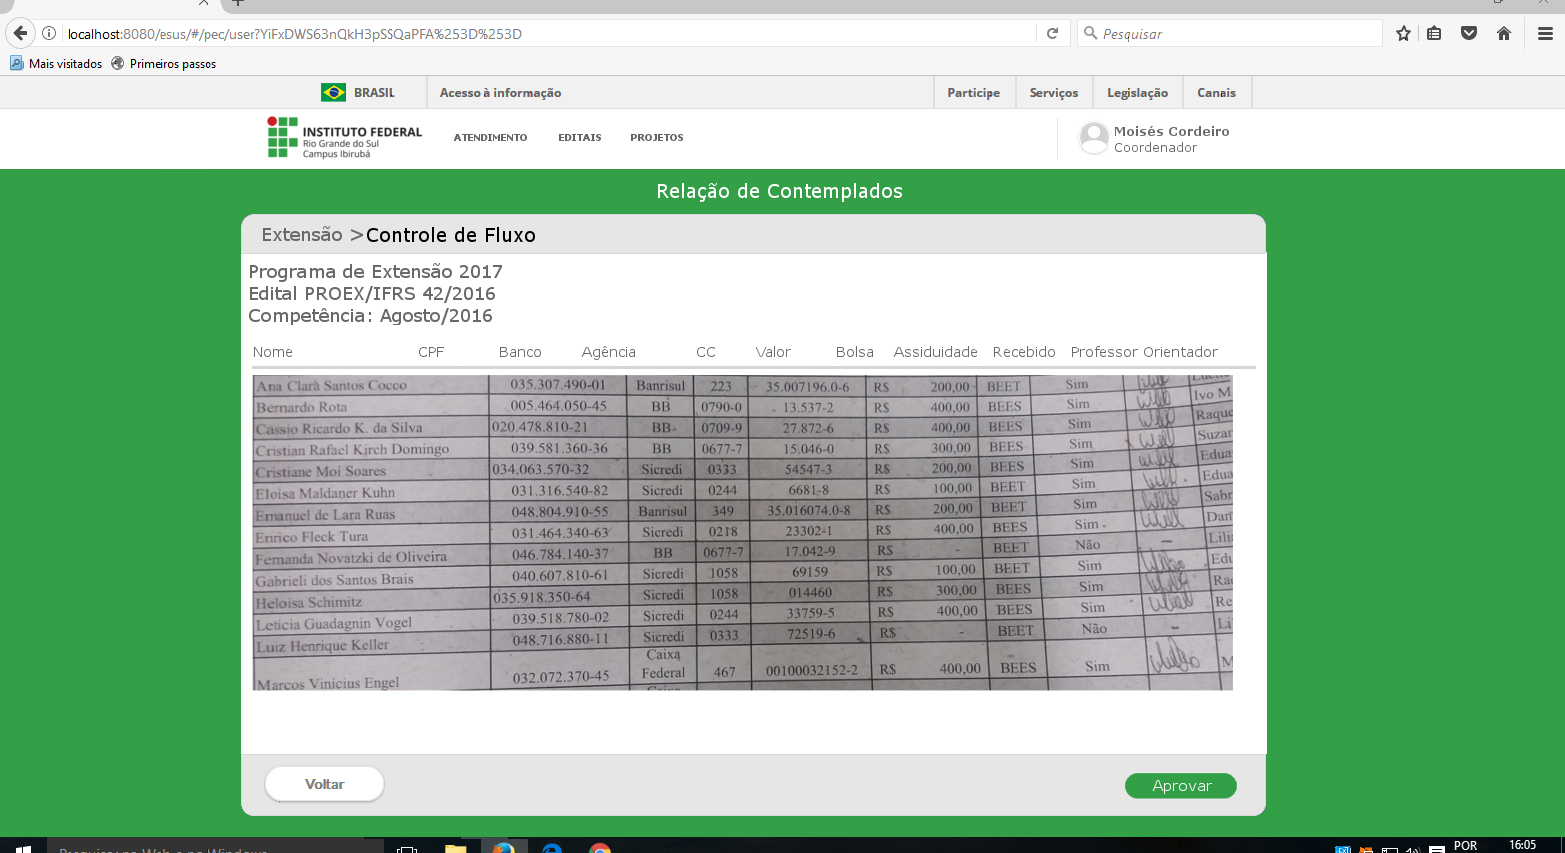 localhost:8080/esus/#/pec/user?YiFxDWS63nQkH3pSSQaPFA%253D%253D
Pesquisar
Mais visitados Primeiros passos
BRASIL Acesso à informação Participe Serviços Legislação Canais
INSTITUTO FEDERAL
Rio Grande do Sul
Campus Ibirubá
ATENDIMENTO EDITAIS PROJETOS
Moisés Cordeiro
Coordenador
Relação de Contemplados
Extensão >Controle de Fluxo
Programa de Extensão 2017
Edital PROEX/IFRS 42/2016
Competência: Agosto/2016
Nome CPF Banco Agência CC Valor Bolsa Assiduidade Recebido Professor Orientador
Ana Clara Santos Cocco 035.307.490-01 Banrisul 223 35.007196.0-6 R$ 200,00 BEET Sim
Bernardo Rota 005.464.050-45 BB 0790-0 13.537-2 R$ 400,00 BEES Sim Ivo M
Cassio Ricardo K. da Silva 020.478.810-21 BB 0709-9 27.872-6 R$ 400,00 BEES Sim Raque
Cristian Rafael Kirch Domingo 039.581.360-36 BB 0677-7 15.046-0 R$ 300,00 BEES Sim Suzar
Cristiane Moi Soares 034.063.570-32 Sicredi 0333 54547-3 R$ 200,00 BEES Sim Edua
Eloisa Maldaner Kuhn 031.316.540-82 Sicredi 0244 6681-8 R$ 100,00 BEET Sim Edua
Emanuel de Lara Ruas 048.804.910-55 Banrisul 349 35.016074.0-8 R$ 200,00 BEET Sim Sabr
Enrico Fleck Tura 031.464.340-63 Sicredi 0218 23302-1 R$ 400,00 BEES Sim
Fernanda Novatzki de Oliveira 046.784.140-37 BB 0677-7 17.042-9 R$ - BEET Não - Lili
Gabrieli dos Santos Brais 040.607.810-61 Sicredi 1058 69159 R$ 100,00 BEET Sim Edu
Heloisa Schimitz 035.918.350-64 Sicredi 1058 014460 R$ 300,00 BEES Sim Ra
Leticia Guadagnin Vogel 039.518.780-02 Sicredi 0244 33759-5 R$ 400,00 BEES Sim Re
Luiz Henrique Keller 048.716.880-11 Sicredi 0333 72519-6 R$ - BEET Não - Li
Marcos Vinicius Engel 032.072.370-45 Caixa Federal 467 00100032152-2 R$ 400,00 BEES Sim M
Voltar Aprovar
POR 16:05